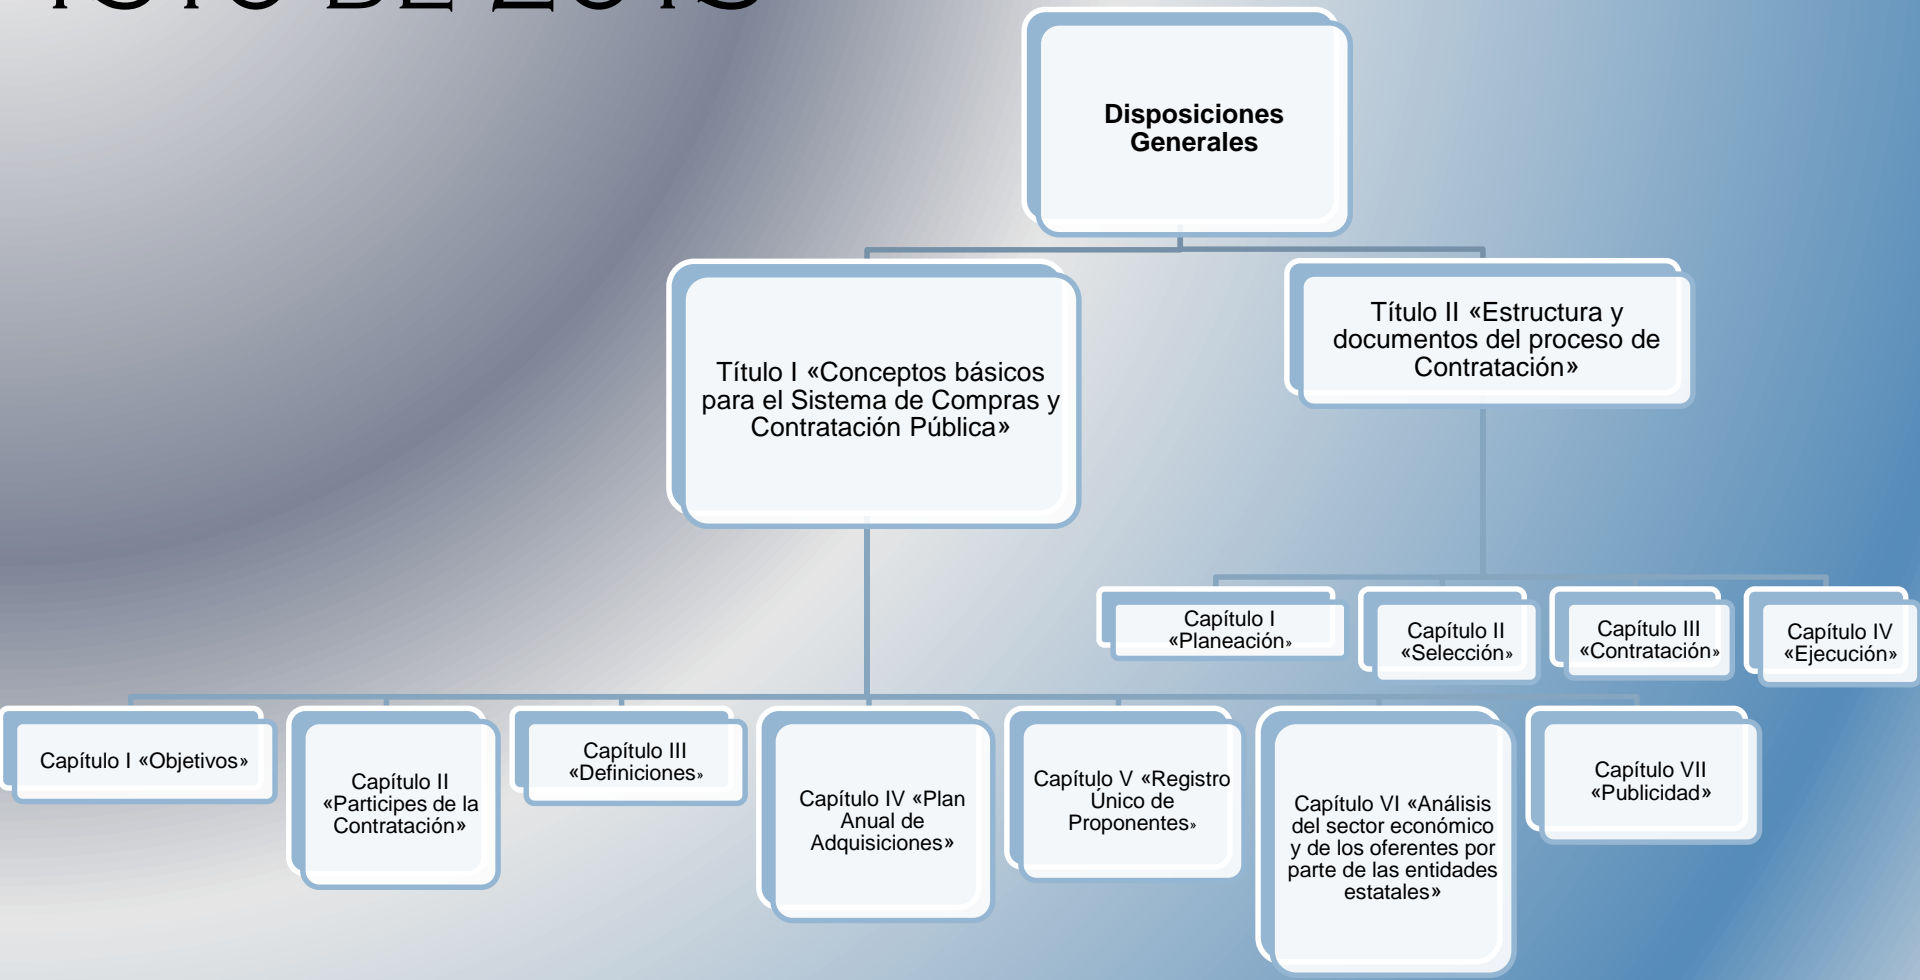 DE
Disposiciones
Generales
Título I «Conceptos básicos
para el Sistema de Compras y
Contratación Pública»
Título II «Estructura y
documentos del proceso de
Contratación»
Capítulo I
«Planeación»
Capítulo II
«Selección»
Capítulo III
«Contratación»
Capítulo IV
«Ejecución»
Capítulo I «Objetivos»
Capítulo II
«Participes de la
Contratación»
Capítulo III
«Definiciones»
Capítulo IV «Plan
Anual de
Adquisiciones»
Capítulo V «Registro
Único de
Proponentes»
Capítulo VI «Análisis
del sector económico
y de los oferentes por
parte de las entidades
estatales»
Capítulo VII
«Publicidad»